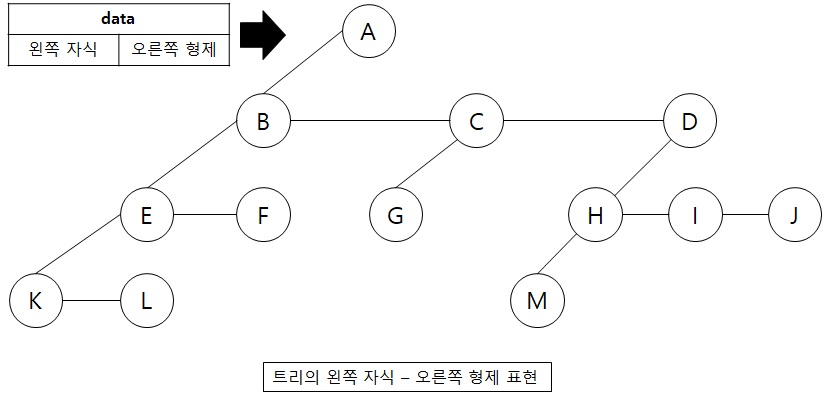 data
왼쪽 자식 오른쪽 형제
A
B C D
E F G H I J
K L M
트리의 왼쪽 자식 – 오른쪽 형제 표현